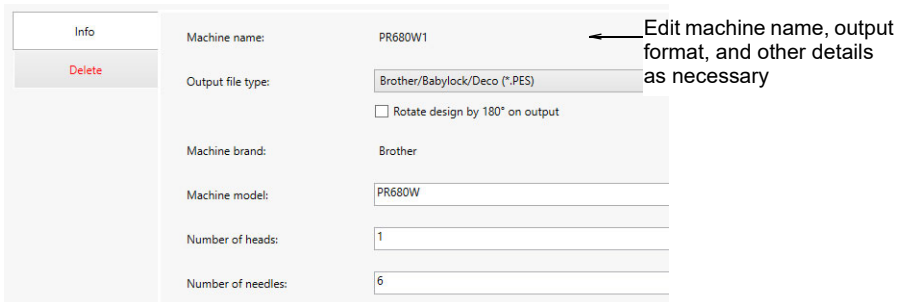 Info
Delete
Machine name: PR680W1
Output file type: Brother/Babylock/Deco (*.PES)
Rotate design by 180° on output
Machine brand: Brother
Machine model: PR680W
Number of heads: 1
Number of needles: 6
Edit machine name, output
format, and other details
as necessary